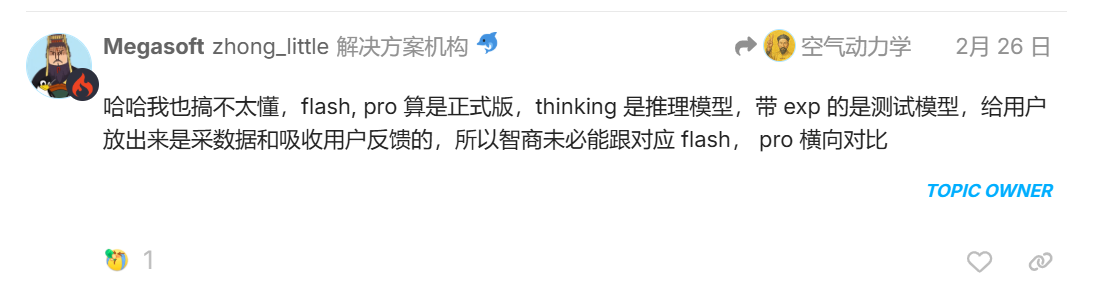 Megasoft zhong_little 解决方案机构 空气动力学 2月 26 日
哈哈我也搞不太懂，flash, pro 算是正式版，thinking 是推理模型，带 exp 的是测试模型，给用户
放出来是采数据和吸收用户反馈的，所以智商未必能跟对应 flash， pro 横向对比
TOPIC OWNER
1